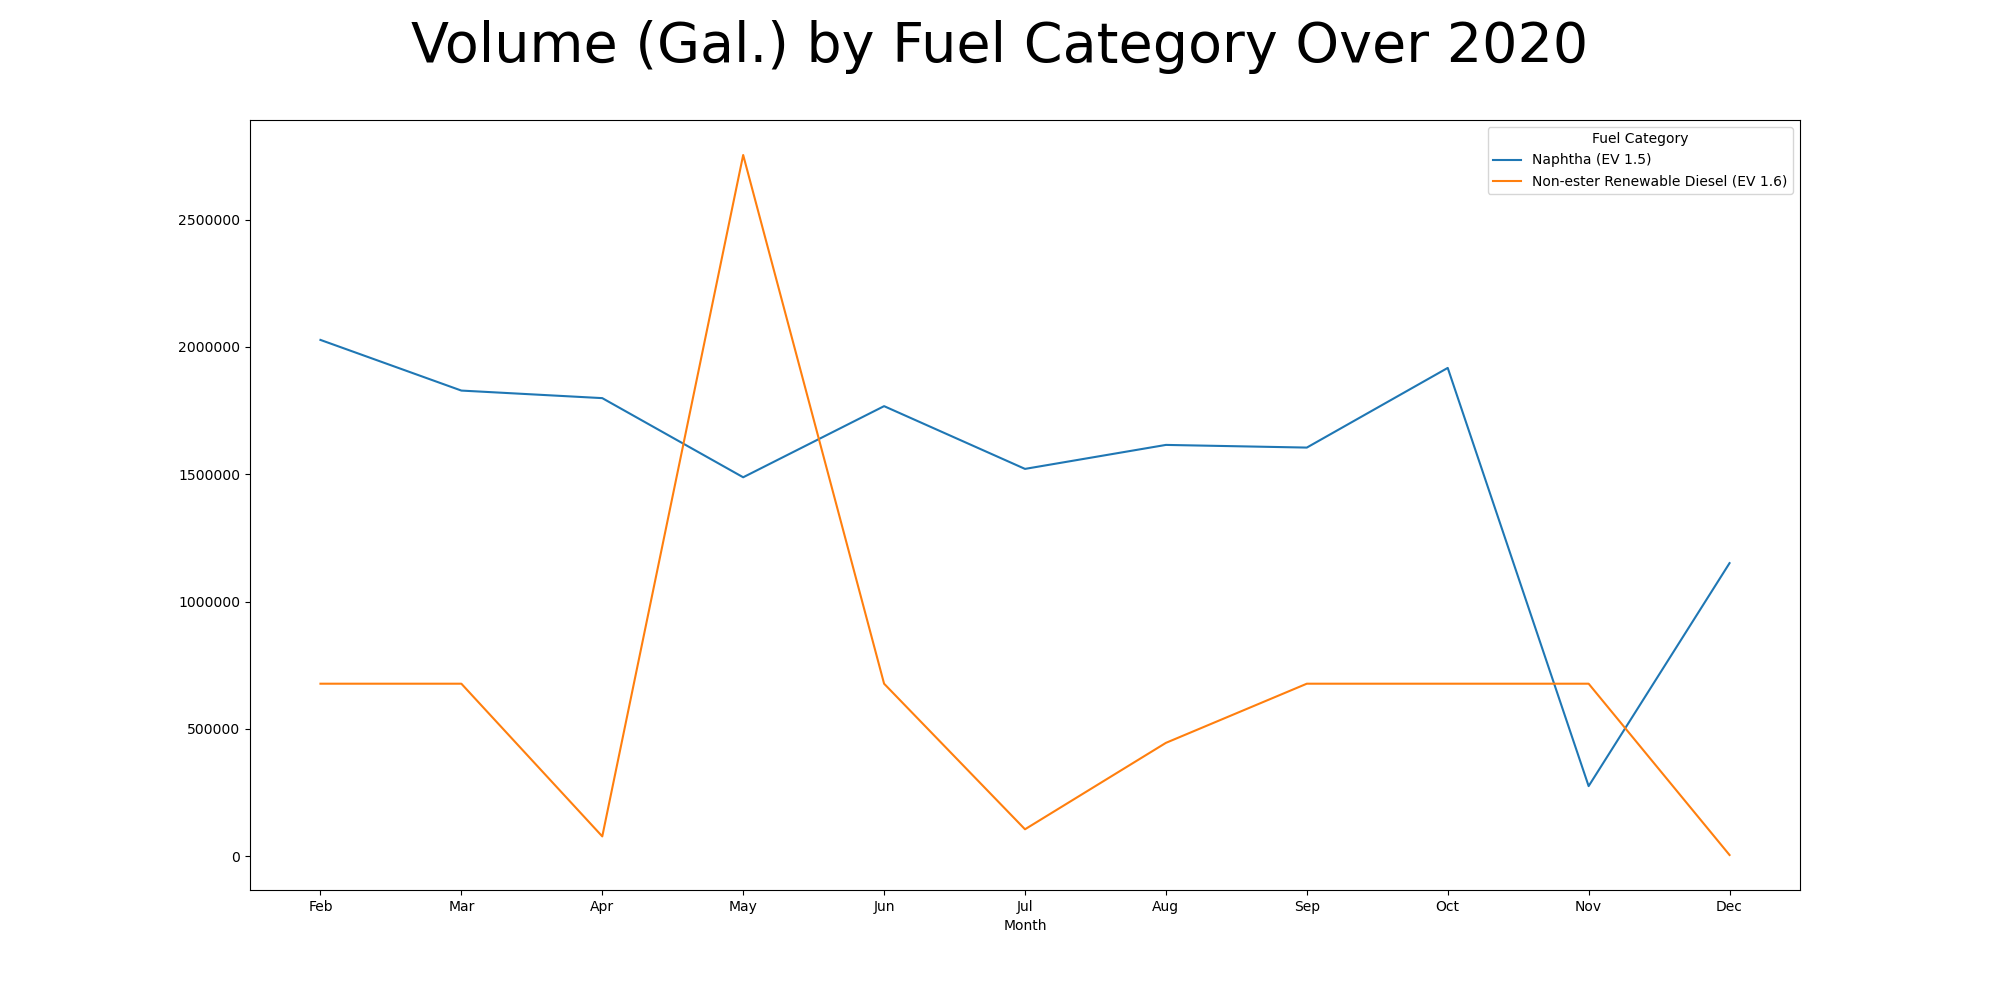 Volume (Gal.) by Fuel Category Over 2020
Fuel Category
Naphtha (EV 1.5)
Non-ester Renewable Diesel (EV 1.6)
2500000
2000000
1500000
1000000
500000
0
Feb Mar Apr May Jun Jul Aug Sep Oct Nov Dec
Month